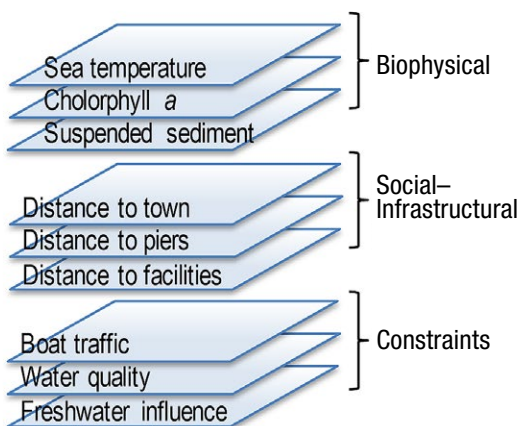 Sea temperature
Cholorphyll a
Suspended sediment
Biophysical
Distance to town
Distance to piers
Distance to facilities
Social–
Infrastructural
Boat traffic
Water quality
Freshwater influence
Constraints